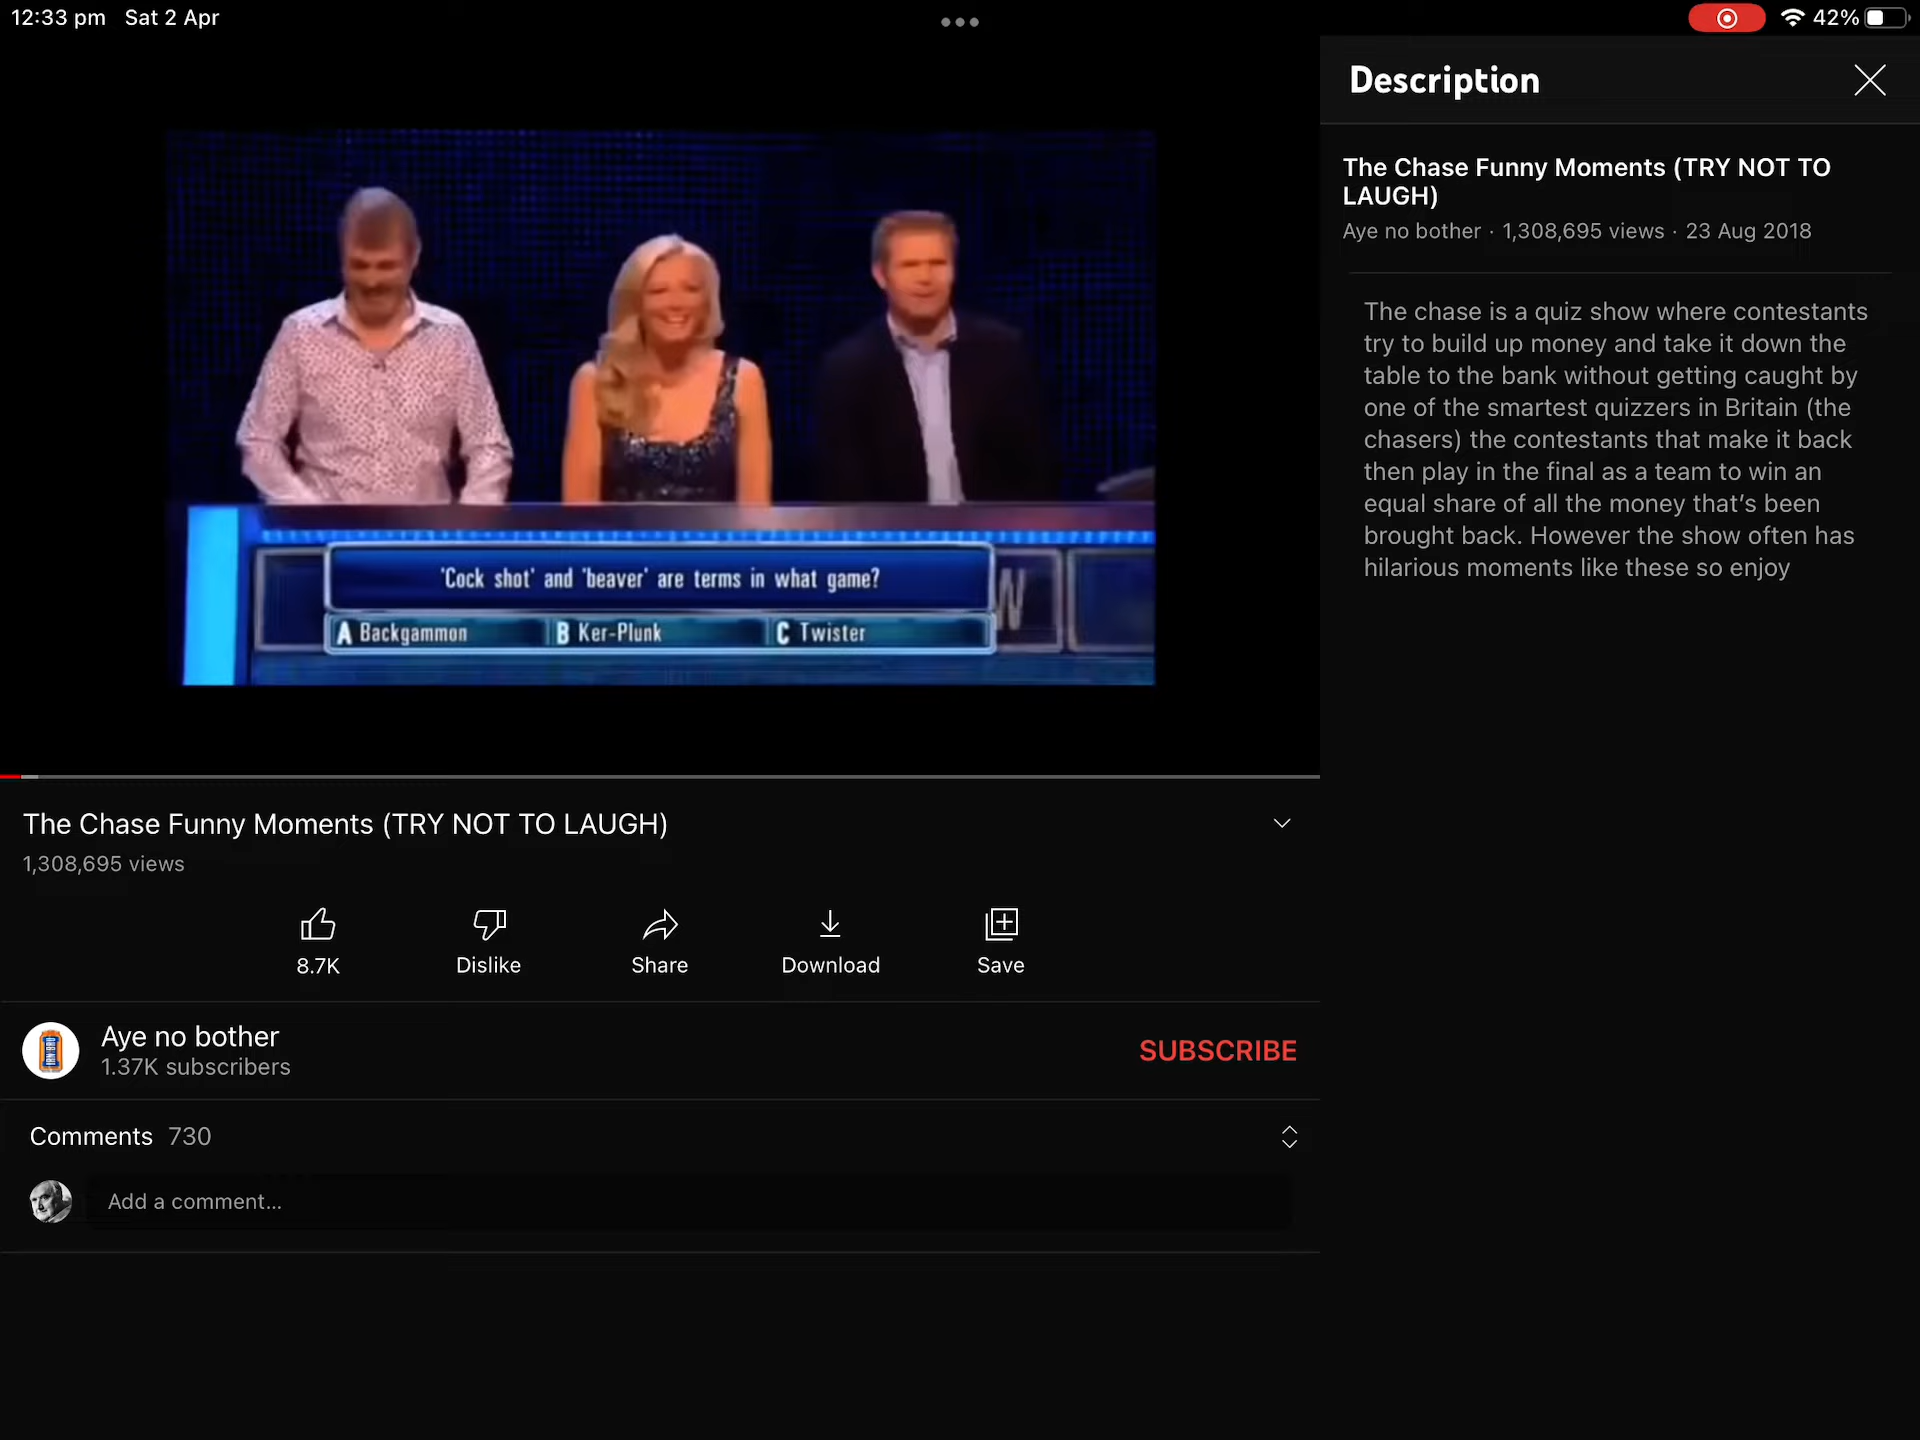 12:33 pm Sat 2 Apr
42%
'Cock shot' and 'beaver' are terms in what game?
A Backgammon B Ker-Plunk C Twister
The Chase Funny Moments (TRY NOT TO LAUGH)
1,308,695 views
8.7K Dislike Share Download Save
Aye no bother
1.37K subscribers
SUBSCRIBE
Comments 730
Add a comment...
Description
The Chase Funny Moments (TRY NOT TO
LAUGH)
Aye no bother · 1,308,695 views · 23 Aug 2018
The chase is a quiz show where contestants
try to build up money and take it down the
table to the bank without getting caught by
one of the smartest quizzers in Britain (the
chasers) the contestants that make it back
then play in the final as a team to win an
equal share of all the money that's been
brought back. However the show often has
hilarious moments like these so enjoy